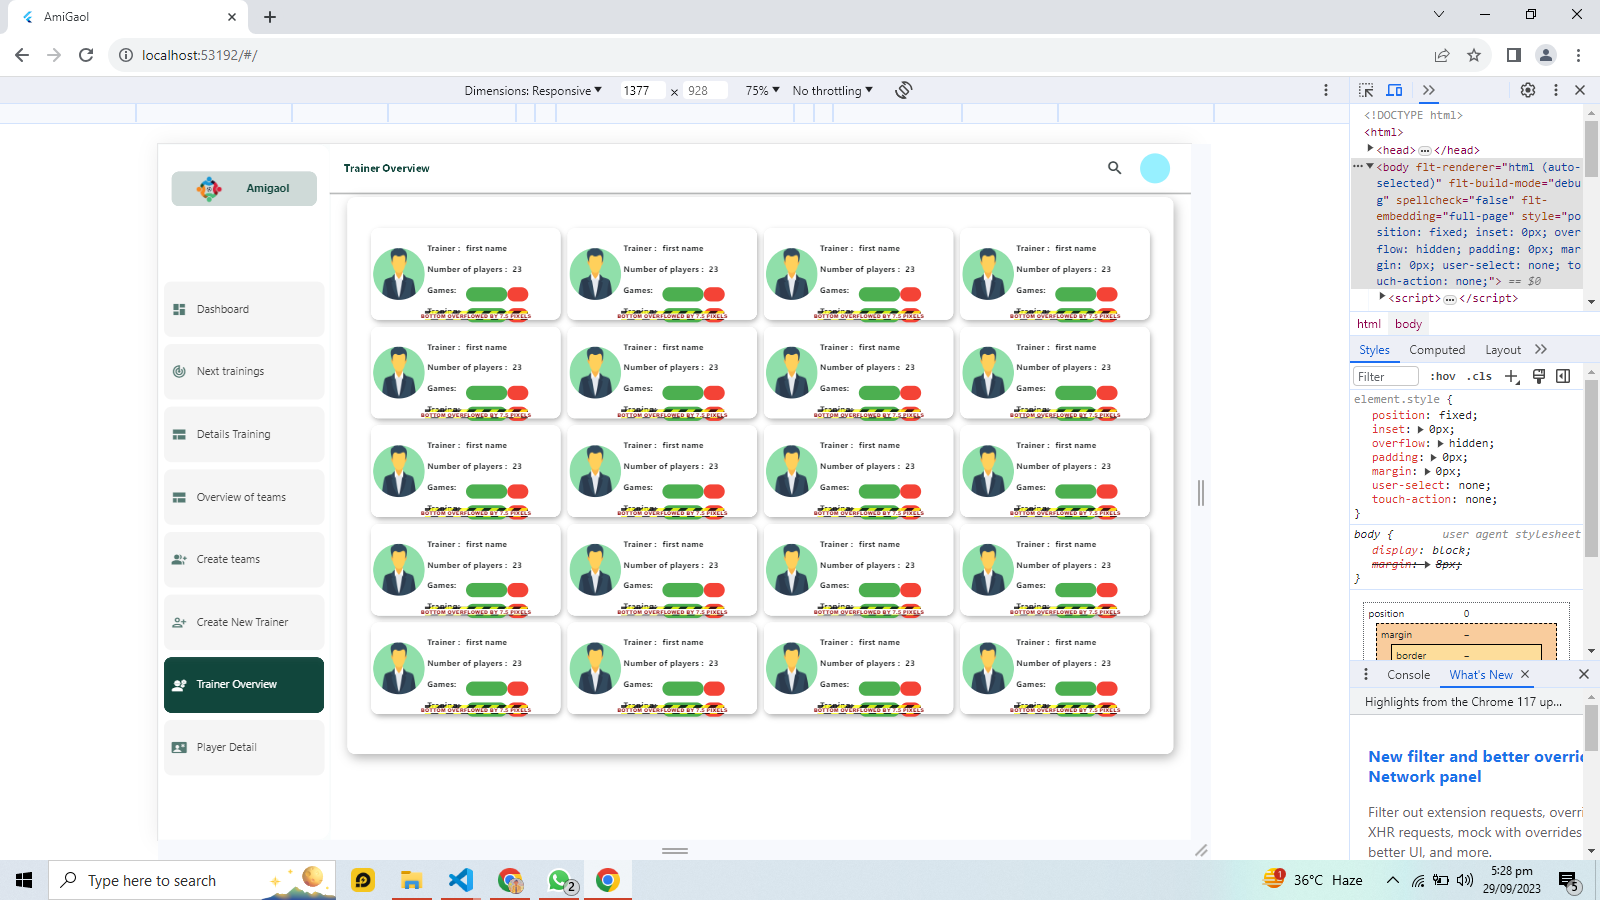 AmiGaol
localhost:53192/#/
Dimensions: Responsive 1377 x 928 75% No throttling
Trainer Overview
Amigaol
Dashboard
Next trainings
Details Training
Overview of teams
Create teams
Create New Trainer
Trainer Overview
Player Detail
Trainer : first name Trainer : first name Trainer : first name Trainer : first name
Number of players : 23 Number of players : 23 Number of players : 23 Number of players : 23
Games: Games: Games: Games:
BOTTOM OVERFLOWED BY 7.5 PIXELS BOTTOM OVERFLOWED BY 7.5 PIXELS BOTTOM OVERFLOWED BY 7.5 PIXELS BOTTOM OVERFLOWED BY 7.5 PIXELS
Trainer : first name Trainer : first name Trainer : first name Trainer : first name
Number of players : 23 Number of players : 23 Number of players : 23 Number of players : 23
Games: Games: Games: Games:
BOTTOM OVERFLOWED BY 7.5 PIXELS BOTTOM OVERFLOWED BY 7.5 PIXELS BOTTOM OVERFLOWED BY 7.5 PIXELS BOTTOM OVERFLOWED BY 7.5 PIXELS
Trainer : first name Trainer : first name Trainer : first name Trainer : first name
Number of players : 23 Number of players : 23 Number of players : 23 Number of players : 23
Games: Games: Games: Games:
BOTTOM OVERFLOWED BY 7.5 PIXELS BOTTOM OVERFLOWED BY 7.5 PIXELS BOTTOM OVERFLOWED BY 7.5 PIXELS BOTTOM OVERFLOWED BY 7.5 PIXELS
Trainer : first name Trainer : first name Trainer : first name Trainer : first name
Number of players : 23 Number of players : 23 Number of players : 23 Number of players : 23
Games: Games: Games: Games:
BOTTOM OVERFLOWED BY 7.5 PIXELS BOTTOM OVERFLOWED BY 7.5 PIXELS BOTTOM OVERFLOWED BY 7.5 PIXELS BOTTOM OVERFLOWED BY 7.5 PIXELS
Trainer : first name Trainer : first name Trainer : first name Trainer : first name
Number of players : 23 Number of players : 23 Number of players : 23 Number of players : 23
Games: Games: Games: Games:
BOTTOM OVERFLOWED BY 7.5 PIXELS BOTTOM OVERFLOWED BY 7.5 PIXELS BOTTOM OVERFLOWED BY 7.5 PIXELS BOTTOM OVERFLOWED BY 7.5 PIXELS
<!DOCTYPE html>
<html>
<head> … </head>
<body flt-renderer="html (auto-
selected)" flt-build-mode="debu
g" spellcheck="false" flt-
embedding="full-page" style="po
sition: fixed; inset: 0px; over
flow: hidden; padding: 0px; mar
gin: 0px; user-select: none; to
uch-action: none;"> == $0
<script> … </script>
html body
Styles Computed Layout
Filter :hov .cls
element.style {
position: fixed;
inset: 0px;
overflow: hidden;
padding: 0px;
margin: 0px;
user-select: none;
touch-action: none;
}
body { user agent stylesheet
display: block;
margin: 8px;
}
position 0
margin –
border –
Console What's New
Highlights from the Chrome 117 up...
New filter and better overri
Network panel
Filter out extension requests, overri
XHR requests, mock with overrides
better UI, and more.
Type here to search
2
1
36°C Haze
5:28 pm
29/09/2023
5